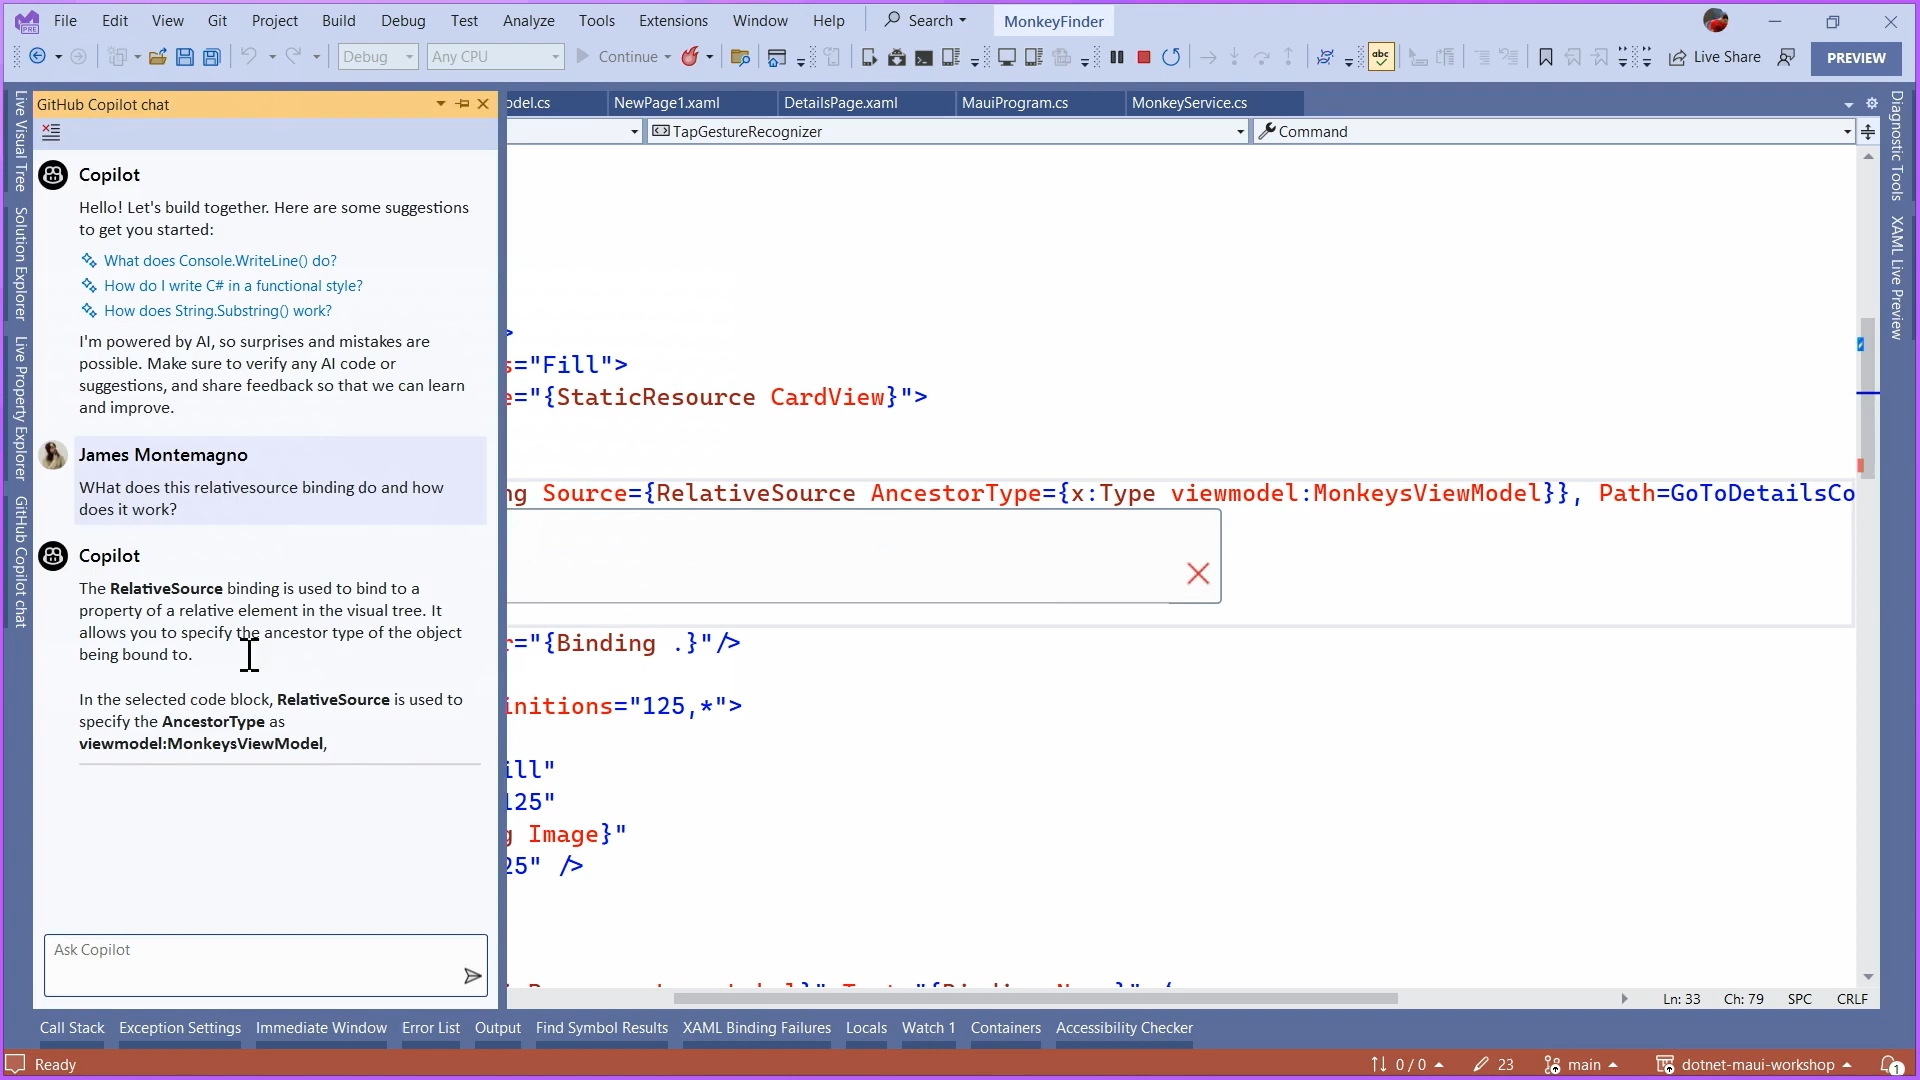 File Edit View Git Project Build Debug Test Analyze Tools Extensions Window Help Search MonkeyFinder
Debug Any CPU Continue Live Share PREVIEW
GitHub Copilot chat
odel.cs NewPage1.xaml DetailsPage.xaml MauiProgram.cs MonkeyService.cs
TapGestureRecognizer Command
Live Visual Tree
Solution Explorer
Live Property Explorer
GitHub Copilot chat
Copilot
Hello! Let's build together. Here are some suggestions
to get you started:
What does Console.WriteLine() do?
How do I write C# in a functional style?
How does String.Substring() work?
I'm powered by AI, so surprises and mistakes are
possible. Make sure to verify any AI code or
suggestions, and share feedback so that we can learn
and improve.
James Montemagno
WHat does this relativesource binding do and how
does it work?
Copilot
The RelativeSource binding is used to bind to a
property of a relative element in the visual tree. It
allows you to specify the ancestor type of the object
being bound to.
In the selected code block, RelativeSource is used to
specify the AncestorType as
viewmodel:MonkeysViewModel,
Ask Copilot
>
s="Fill">
e="{StaticResource CardView}">
ng Source={RelativeSource AncestorType={x:Type viewmodel:MonkeysViewModel}}, Path=GoToDetailsCo
r="{Binding .}"/>
initions="125,*">
ill"
125"
g Image}"
25" />
Diagnostic Tools
XAML Live Preview
Ln: 33 Ch: 79 SPC CRLF
Call Stack Exception Settings Immediate Window Error List Output Find Symbol Results XAML Binding Failures Locals Watch 1 Containers Accessibility Checker
Ready 0 / 0 23 main dotnet-maui-workshop 1